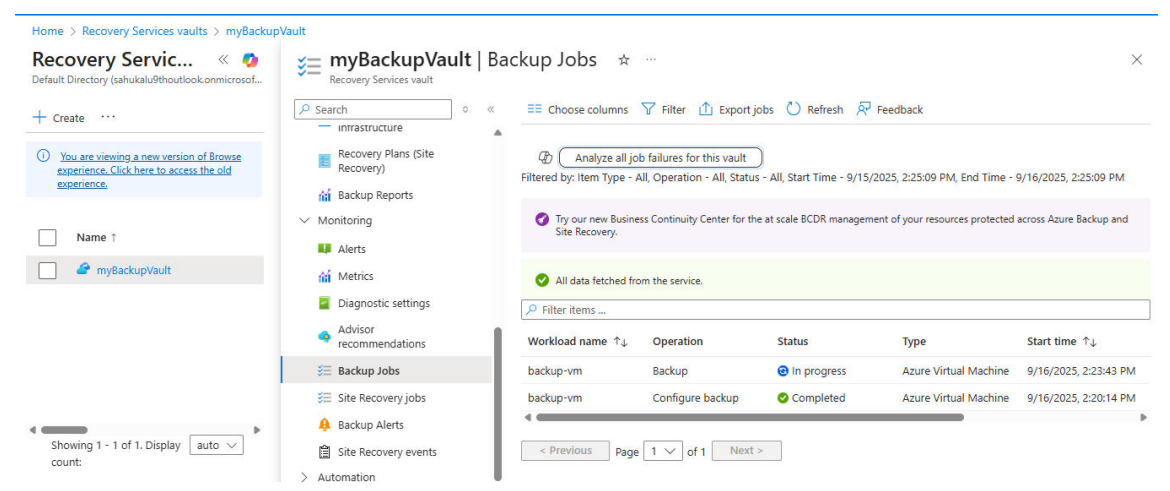 Home > Recovery Services vaults > myBackupVault
Recovery Servic...
Default Directory (sahukalu9thoutlook.onmicrosof...
+ Create ...
You are viewing a new version of Browse
experience. Click here to access the old
experience.
Name ↑
myBackupVault
Showing 1 - 1 of 1. Display
count:
auto
myBackupVault | Backup Jobs
Recovery Services vault
Search
infrastructure
Recovery Plans (Site
Recovery)
Backup Reports
Monitoring
Alerts
Metrics
Diagnostic settings
Advisor
recommendations
Backup Jobs
Site Recovery jobs
Backup Alerts
Site Recovery events
Automation
Choose columns Filter Export jobs Refresh Feedback
Analyze all job failures for this vault
Filtered by: Item Type - All, Operation - All, Status - All, Start Time - 9/15/2025, 2:25:09 PM, End Time - 9/16/2025, 2:25:09 PM
Try our new Business Continuity Center for the at scale BCDR management of your resources protected across Azure Backup and
Site Recovery.
All data fetched from the service.
Filter items ...
Workload name ↑↓ Operation Status Type Start time ↑↓
backup-vm Backup In progress Azure Virtual Machine 9/16/2025, 2:23:43 PM
backup-vm Configure backup Completed Azure Virtual Machine 9/16/2025, 2:20:14 PM
< Previous Page 1 of 1 Next >